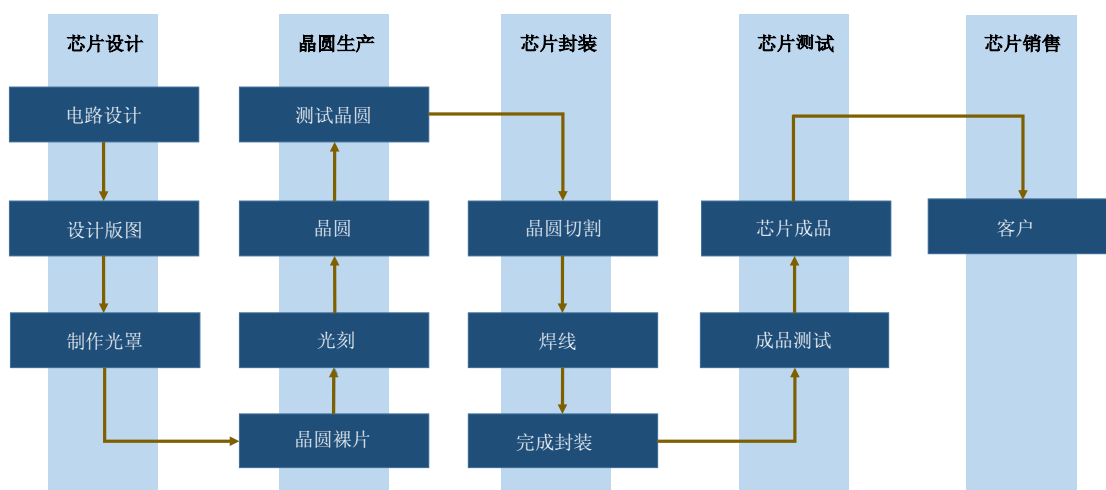 芯片设计
晶圆生产
芯片封装
芯片测试
芯片销售
电路设计
测试晶圆
设计版图
晶圆
晶圆切割
芯片成品
客户
制作光罩
光刻
焊线
成品测试
晶圆裸片
完成封装